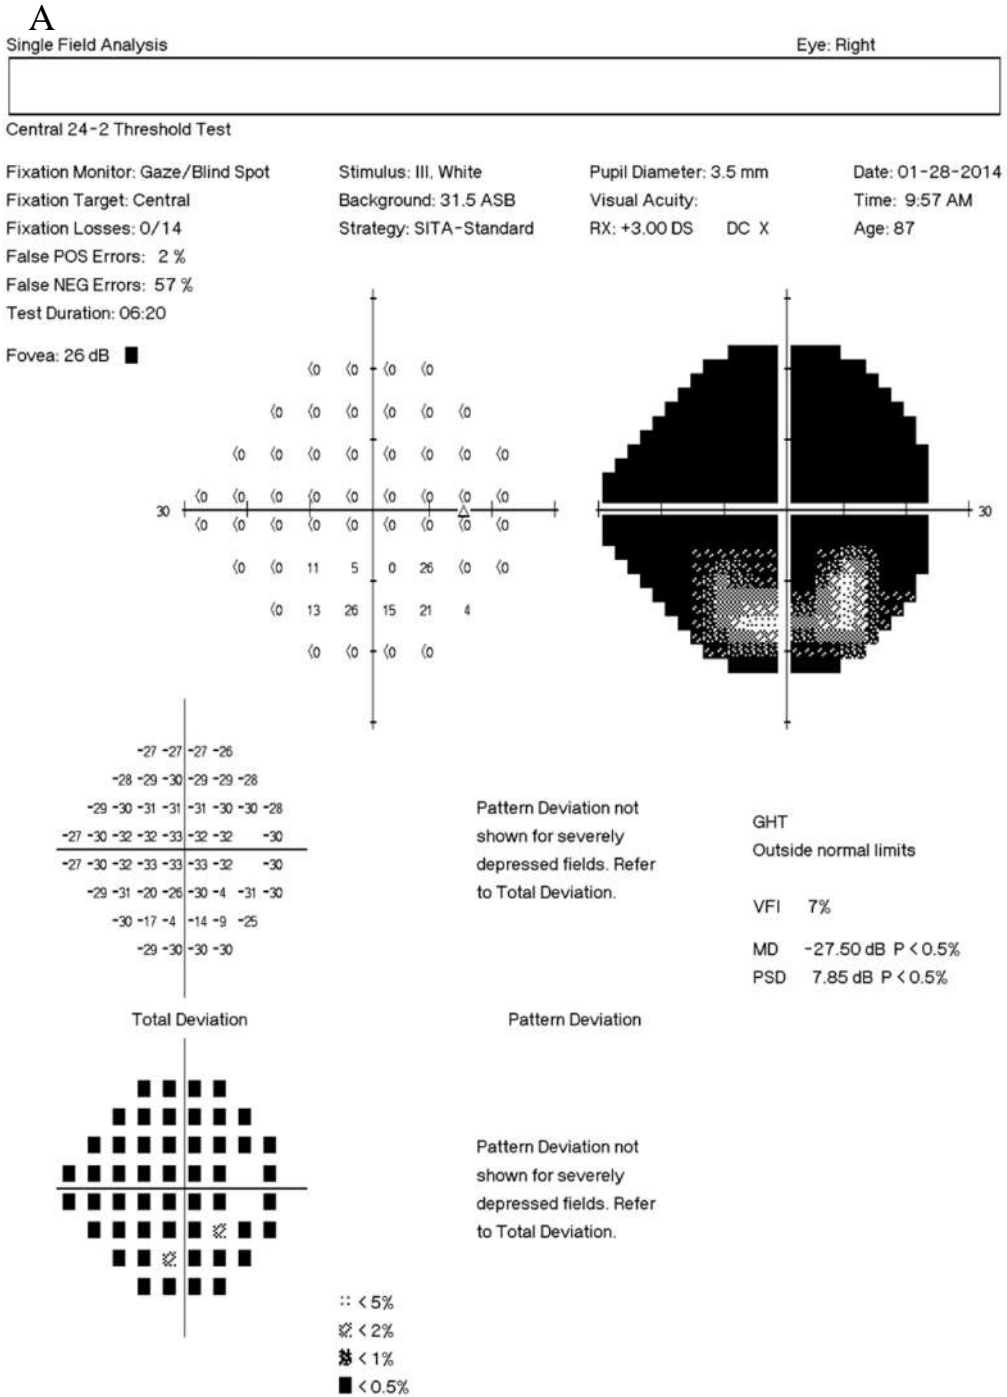 A
Single Field Analysis Eye: Right
Central 24-2 Threshold Test
Fixation Monitor: Gaze/Blind Spot Stimulus: III, White Pupil Diameter: 3.5 mm Date: 01-28-2014
Fixation Target: Central Background: 31.5 ASB Visual Acuity: Time: 9:57 AM
Fixation Losses: 0/14 Strategy: SITA-Standard RX: +3.00 DS DC X Age: 87
False POS Errors: 2 %
False NEG Errors: 57 %
Test Duration: 06:20
Fovea: 26 dB
<0 <0 <0 <0
<0 <0 <0 <0 <0 <0
<0 <0 <0 <0 <0 <0 <0 <0
<0 <0 <0 <0 <0 <0 <0 <0 <0
30 30
<0 <0 <0 <0 <0 <0 <0 <0 <0
<0 <0 11 5 0 26 <0 <0
<0 13 26 15 21 4
<0 <0 <0 <0
-27 -27 -27 -26
-28 -29 -30 -29 -29 -28
-29 -30 -31 -31 -31 -30 -30 -28
-27 -30 -32 -32 -33 -32 -32 -30
-27 -30 -32 -33 -33 -33 -32 -30
-29 -31 -20 -26 -30 -4 -31 -30
-30 -17 -4 -14 -9 -25
-29 -30 -30 -30
Pattern Deviation not
shown for severely
depressed fields. Refer
to Total Deviation.
GHT
Outside normal limits
VFI 7%
MD -27.50 dB P < 0.5%
PSD 7.85 dB P < 0.5%
Total Deviation Pattern Deviation
Pattern Deviation not
shown for severely
depressed fields. Refer
to Total Deviation.
< 5%
< 2%
< 1%
< 0.5%